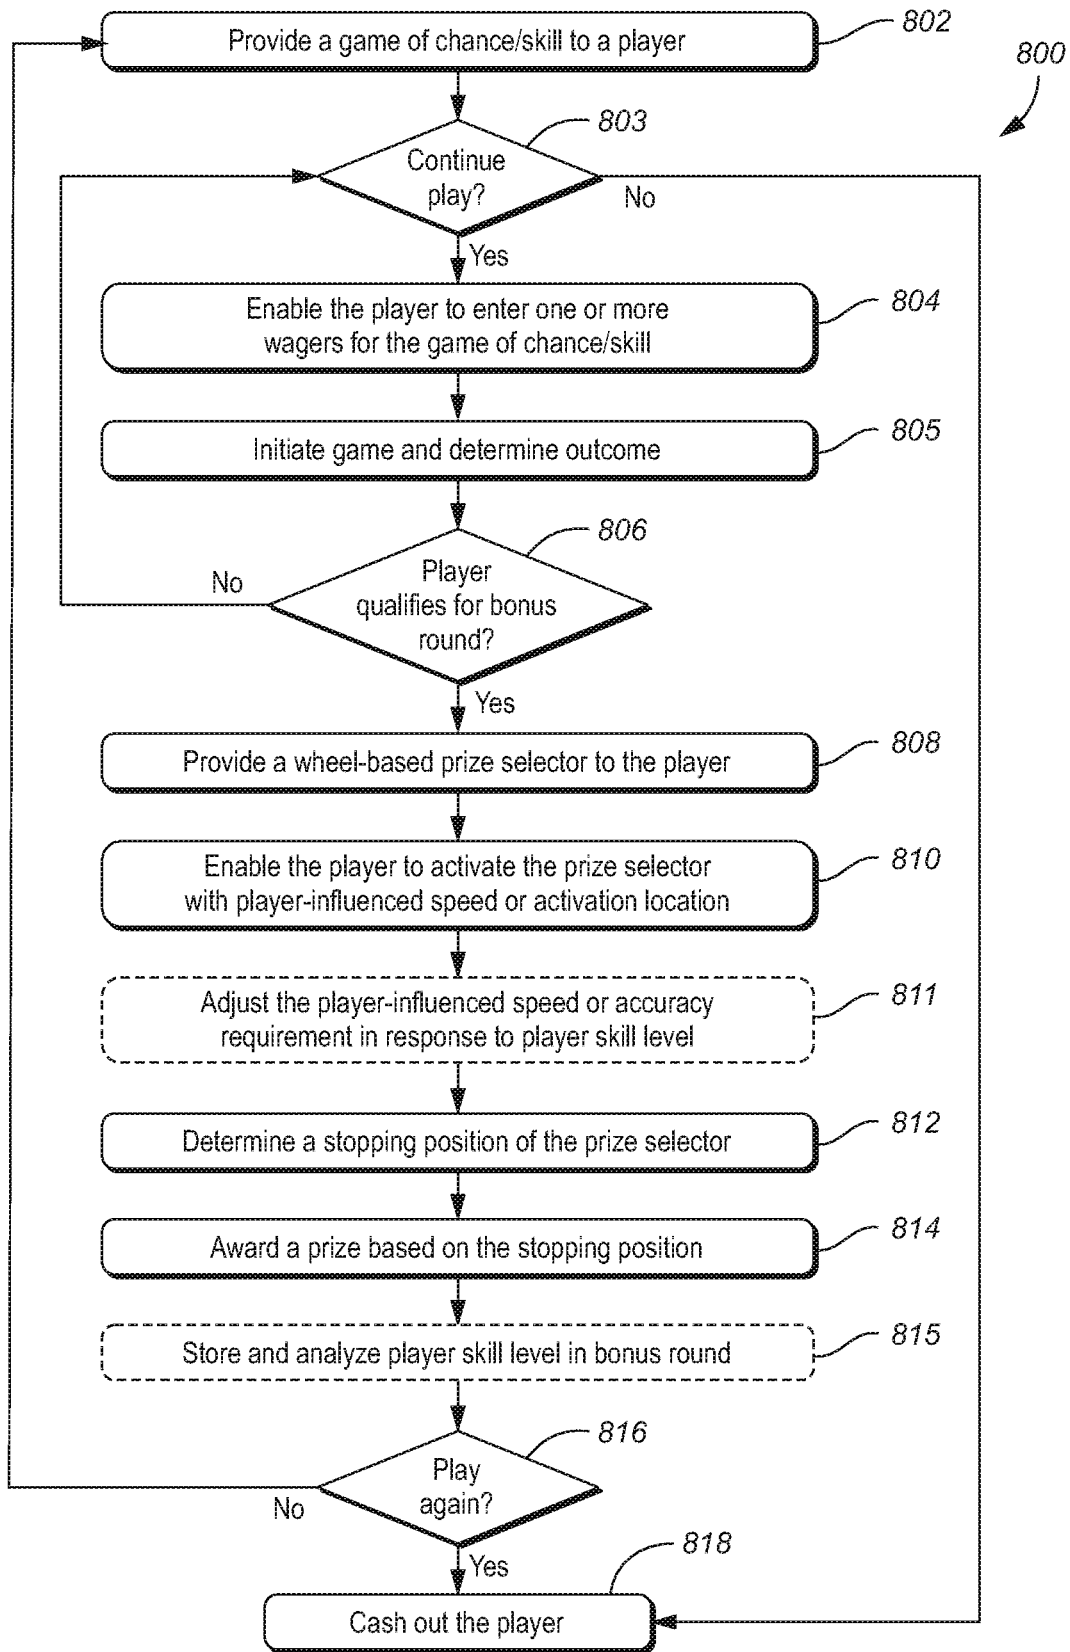 Provide a game of chance/skill to a player
802
800
803
Continue
play?
No
Yes
Enable the player to enter one or more
wagers for the game of chance/skill
804
Initiate game and determine outcome
805
806
Player
qualifies for bonus
round?
No
Yes
Provide a wheel-based prize selector to the player
808
Enable the player to activate the prize selector
with player-influenced speed or activation location
810
Adjust the player-influenced speed or accuracy
requirement in response to player skill level
811
Determine a stopping position of the prize selector
812
Award a prize based on the stopping position
814
Store and analyze player skill level in bonus round
815
816
Play
again?
No
Yes
818
Cash out the player